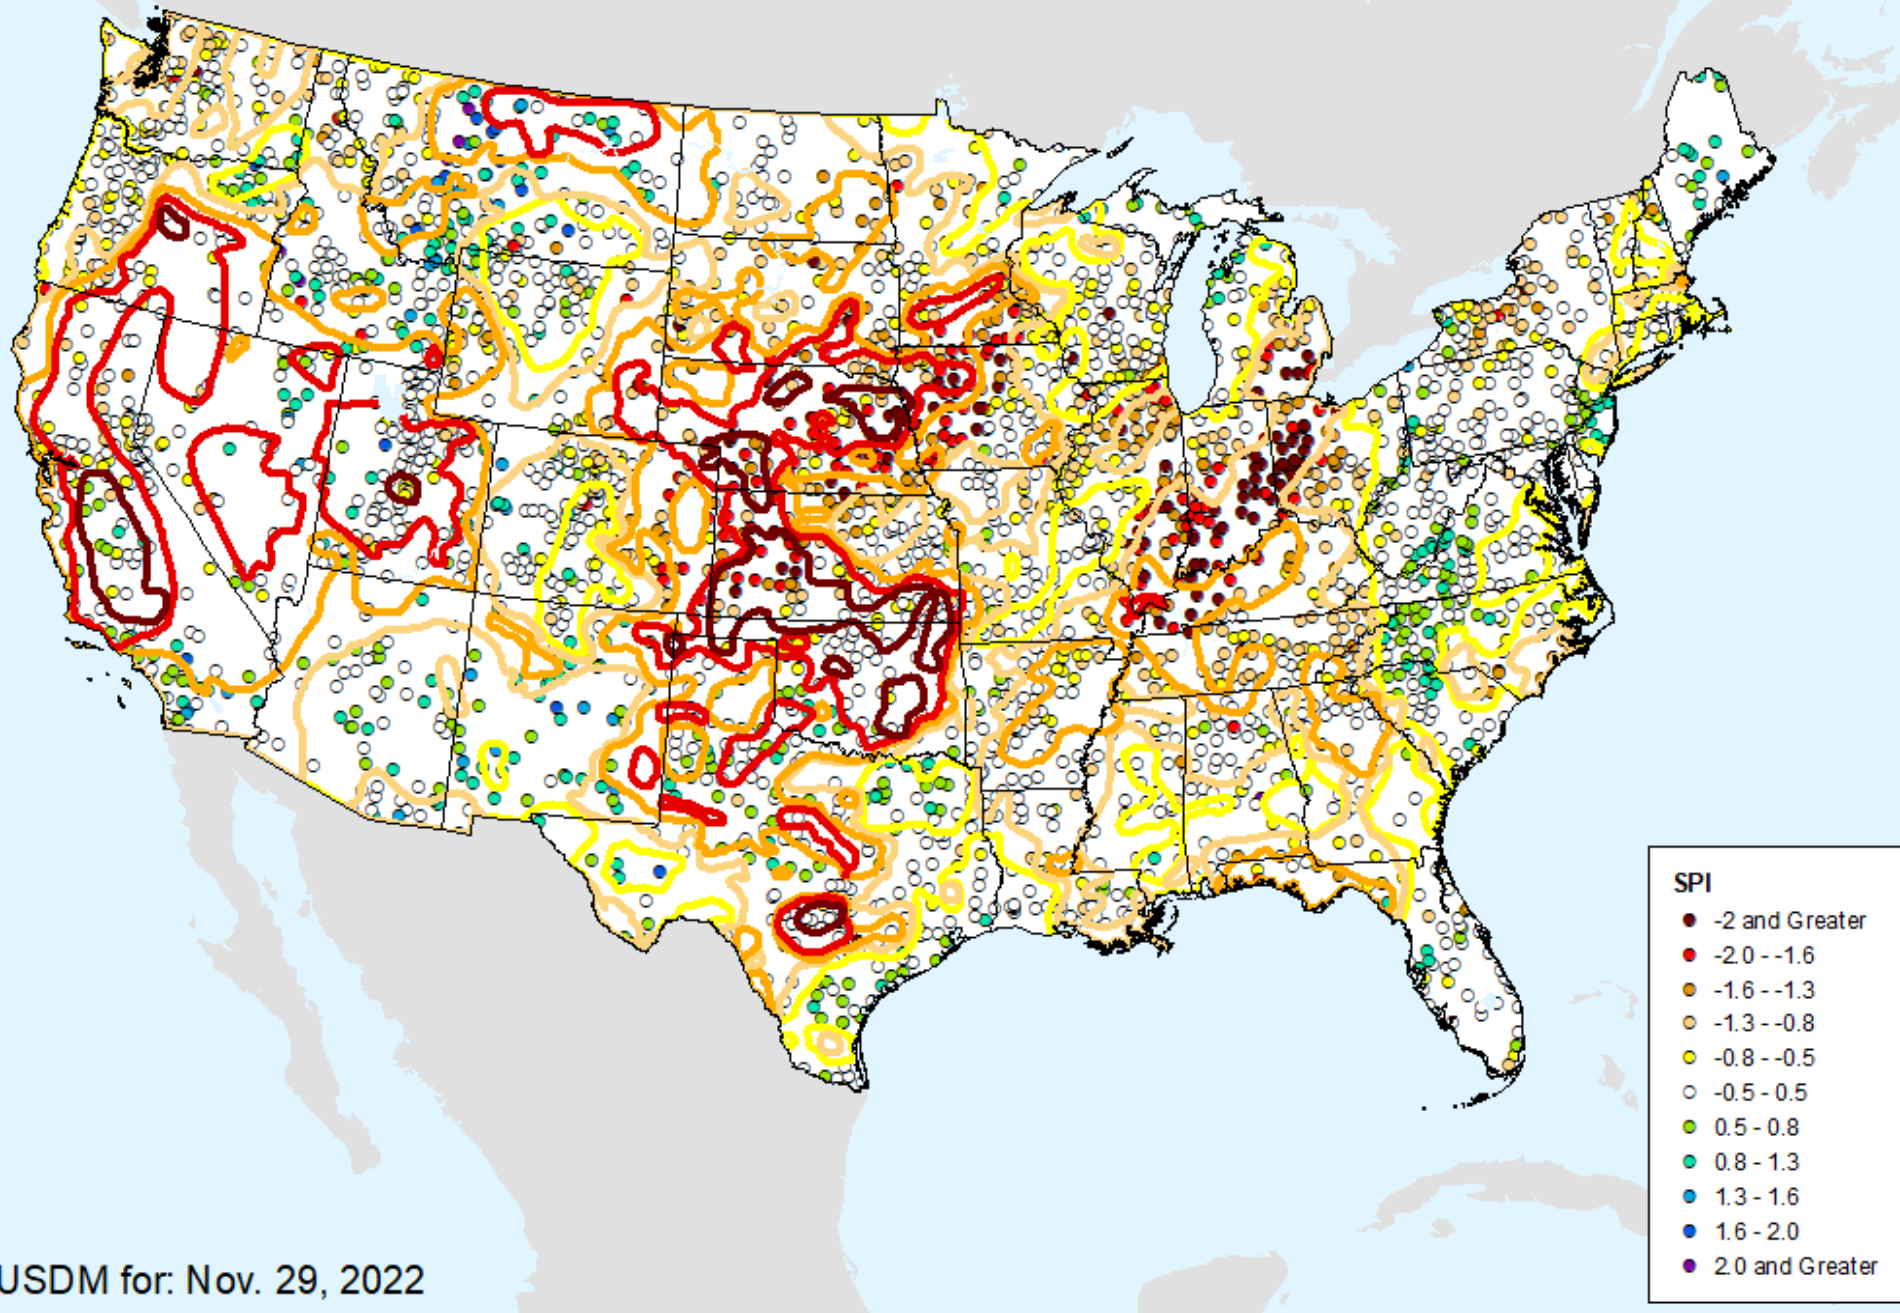 SPI
-2 and Greater
-2.0 - -1.6
-1.6 - -1.3
-1.3 - -0.8
-0.8 - -0.5
-0.5 - 0.5
0.5 - 0.8
0.8 - 1.3
1.3 - 1.6
1.6 - 2.0
2.0 and Greater
USDM for: Nov. 29, 2022